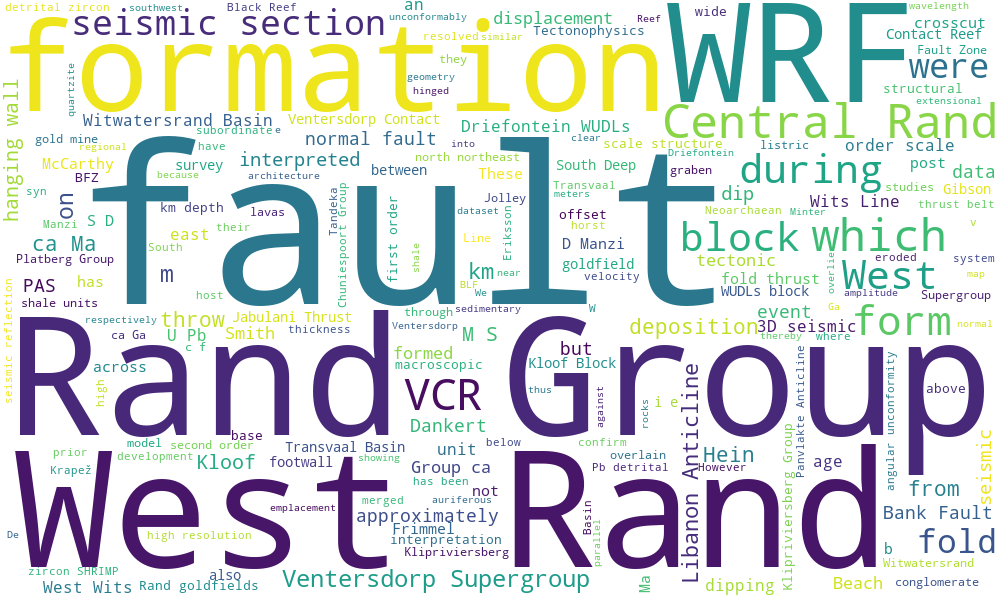 detrital zircon
southwest
Black Reef
an
unconformably
displacement
wide
wavelength
crosscut
seismic section
resolved
Reef
similar
Tectonophysics
Contact Reef
formation
WRF
they
geometry
hinged
Fault Zone
were
quartzite
structural
extensional
hanging wall
Witwatersrand Basin
Ventersdorp Contact
Central Rand
subordinate
e
Driefontein WUDLs
clear
gold mine
have
normal fault
scale structure
listric
order scale
regional
into
Driefontein
McCarthy
because
survey
interpreted
between
north northeast
South Deep
graben
during
post
data
BFZ
architecture
These
Transvaal
meters
dip
studies
Gibson
syn
km depth
their
Tandeka
Jolley
offset
horst
Neoarchaean
Minter
Wits Line
thrust belt
on
Manzi
S D
lavas
Chuniespoort Group
first order
dataset
Eriksson
fault
block
which
v
ca Ma
east
South
shale
Line
near
D Manzi
tectonic
eroded
system
Platberg Group
m
km
goldfield
velocity
fold thrust
overlie
West
map
PAS
has
host
BLF
We
sedimentary
W
WUDLs block
amplitude
Supergroup
shale units
seismic reflection
respectively
throw
Jabulani Thrust
through
event
Ga
form
normal
ca Ga
U Pb
Smith
thickness
Ventersdorp
M S
deposition
3D seismic
where
thereby
c f
formed
but
Rand Group
across
macroscopic
Kloof Block
Libanon Anticline
Panvlakte Anticline
angular unconformity
above
high
VCR
thus
against
rocks
i e
base
Dankert
model
second order
Transvaal Basin
unit
below
overlain
confirm
Klipriviersberg Group
prior
development
Kloof
footwall
Group ca
showing
Pb detrital
Hein
However
age
seismic
Krapež
has been
not
auriferous
West Rand
merged
from
emplacement
approximately
Basin
Bank Fault
De
high resolution
Frimmel
interpretation
parallel
b
fold
also
Klipriviersberg
Witwatersrand
zircon SHRIMP
West Wits
Rand goldfields
Ventersdorp Supergroup
Ma
dipping
Beach
conglomerate